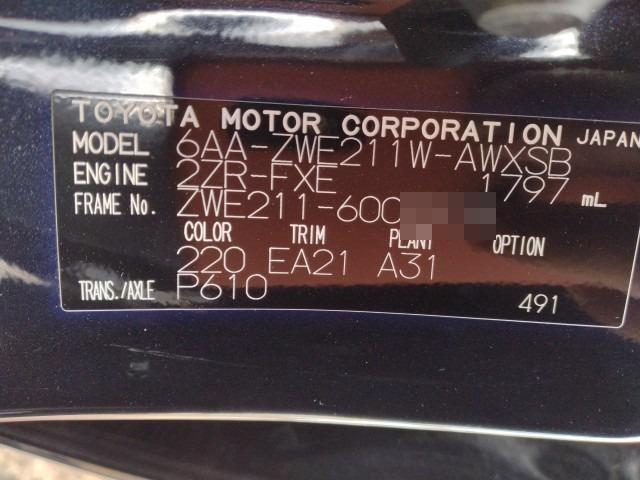 TOYOTA MOTOR CORPORATION JAPAN
MODEL 6AA-ZWE211W-AWXSB
ENGINE 2ZR-FXE 1797 mL
FRAME No. ZWE211-600
COLOR TRIM PLANT OPTION
220 EA21 A31
TRANS./AXLE P610
491